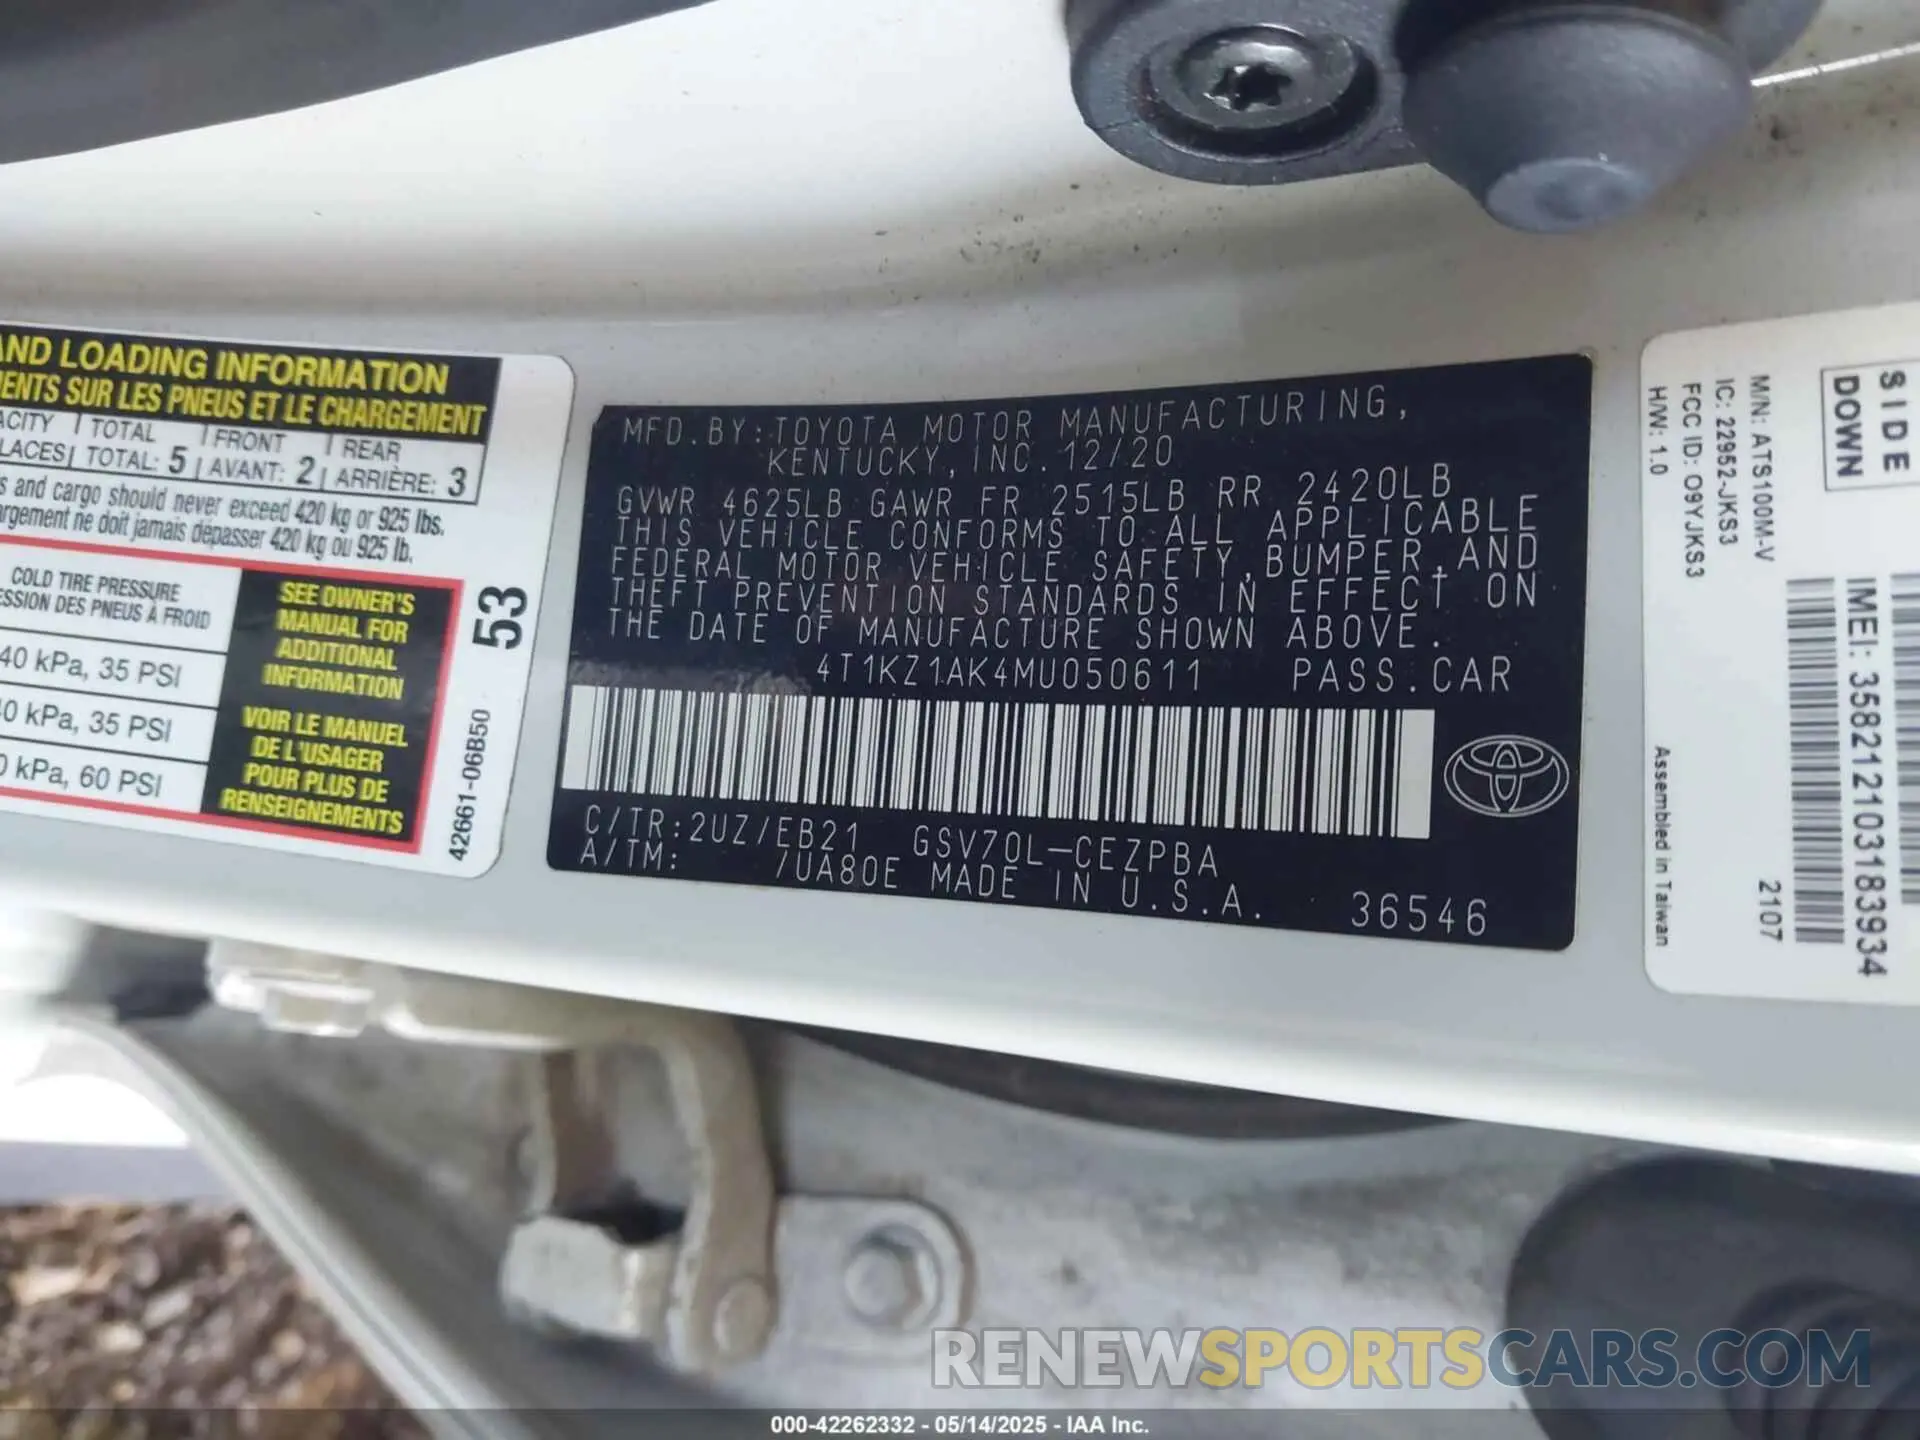 AND LOADING INFORMATION
MENTS SUR LES PNEUS ET LE CHARGEMENT
ACITY TOTAL FRONT REAR
LACES TOTAL: 5 AVANT: 2 ARRIÈRE: 3
s and cargo should never exceed 420 kg or 925 lbs.
rgement ne doit jamais dépasser 420 kg ou 925 lb.
COLD TIRE PRESSURE
ESSION DES PNEUS À FROID
40 kPa, 35 PSI
40 kPa, 35 PSI
0 kPa, 60 PSI
SEE OWNER'S
MANUAL FOR
ADDITIONAL
INFORMATION
VOIR LE MANUEL
DE L'USAGER
POUR PLUS DE
RENSEIGNEMENTS
53
42661-06B50
MFD.BY:TOYOTA MOTOR MANUFACTURING,
KENTUCKY,INC.12/20
GVWR 4625LB GAWR FR 2515LB RR 2420LB
THIS VEHICLE CONFORMS TO ALL APPLICABLE
FEDERAL MOTOR VEHICLE SAFETY,BUMPER,AND
THEFT PREVENTION STANDARDS IN EFFECT ON
THE DATE OF MANUFACTURE SHOWN ABOVE.
4T1KZ1AK4MU050611 PASS.CAR
C/TR:2UZ/EB21 GSV70L-CEZPBA
A/TM: /UA80E MADE IN U.S.A.
36546
SIDE
DOWN
M/N: ATS100M-V
IC: 22952-JKS3
FCC ID: O9YJKS3
H/W: 1.0
IMEI: 358212103183934
2107
Assembled in Taiwan
RENEWSPORTSCARS.COM
000-42262332 - 05/14/2025 - IAA Inc.